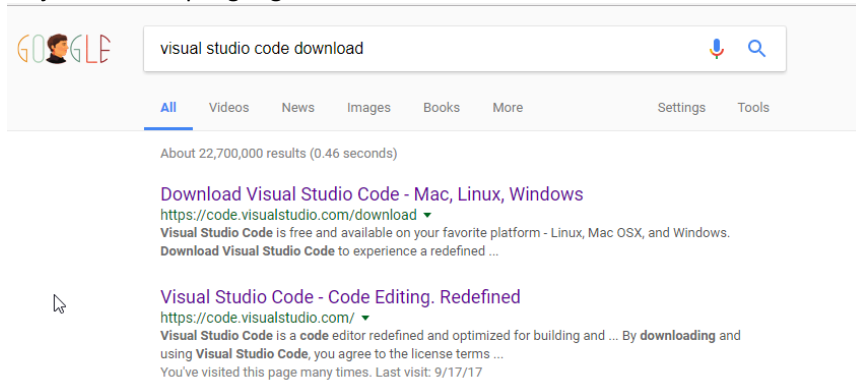 GOOGLE
visual studio code download
All Videos News Images Books More Settings Tools
About 22,700,000 results (0.46 seconds)
Download Visual Studio Code - Mac, Linux, Windows
https://code.visualstudio.com/download
Visual Studio Code is free and available on your favorite platform - Linux, Mac OSX, and Windows.
Download Visual Studio Code to experience a redefined ...
Visual Studio Code - Code Editing. Redefined
https://code.visualstudio.com/
Visual Studio Code is a code editor redefined and optimized for building and ... By downloading and
using Visual Studio Code, you agree to the license terms ...
You've visited this page many times. Last visit: 9/17/17